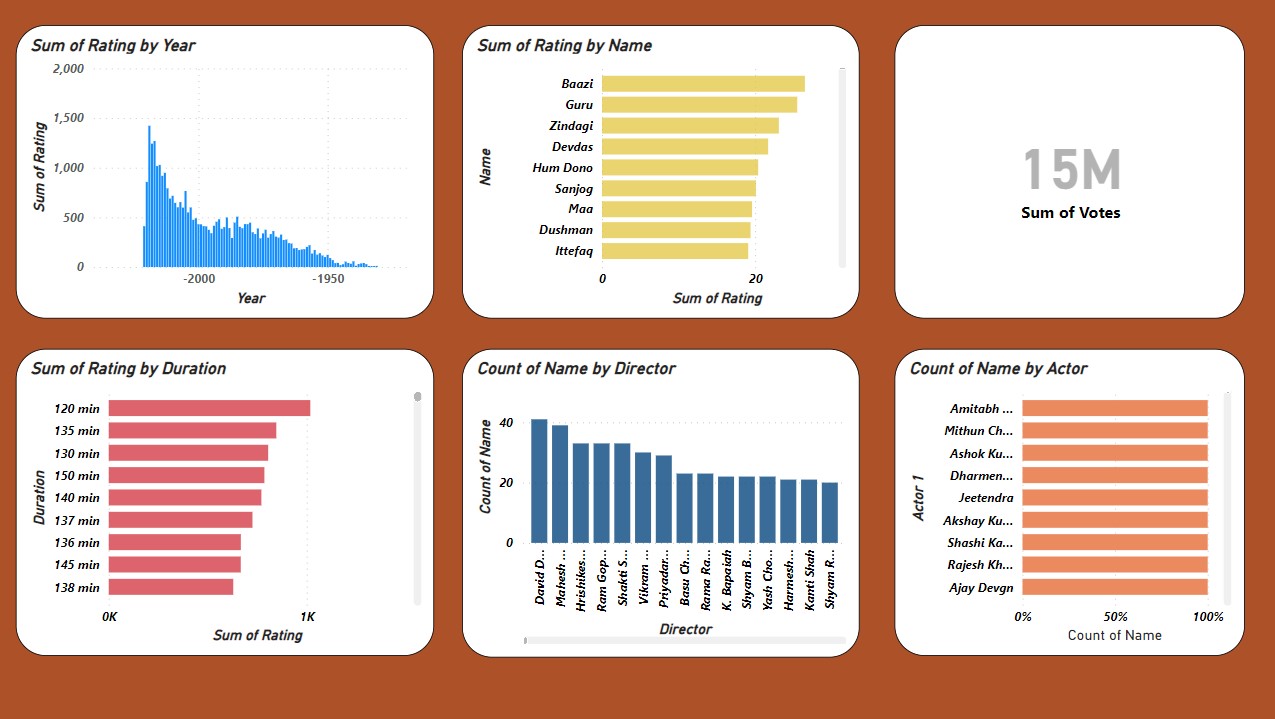 Sum of Rating by Year
Sum of Rating
2,000
1,500
1,000
500
0
-2000
-1950
Year
Sum of Rating by Name
Name
Baazi
Guru
Zindagi
Devdas
Hum Dono
Sanjog
Maa
Dushman
Ittefaq
0
20
Sum of Rating
15M
Sum of Votes
Sum of Rating by Duration
Duration
120 min
135 min
130 min
150 min
140 min
137 min
136 min
145 min
138 min
0K
1K
Sum of Rating
Count of Name by Director
Count of Name
40
20
0
David D...
Mahesh ...
Hrishikes...
Ram Gop...
Shakti S...
Vikram ...
Priyadar...
Basu Ch...
Rama Ra...
K. Bapaiah
Shyam B...
Yash Cho...
Harmesh...
Kanti Shah
Shyam R...
Director
Count of Name by Actor
Actor 1
Amitabh ...
Mithun Ch...
Ashok Ku...
Dharmen...
Jeetendra
Akshay Ku...
Shashi Ka...
Rajesh Kh...
Ajay Devgn
0%
50%
100%
Count of Name